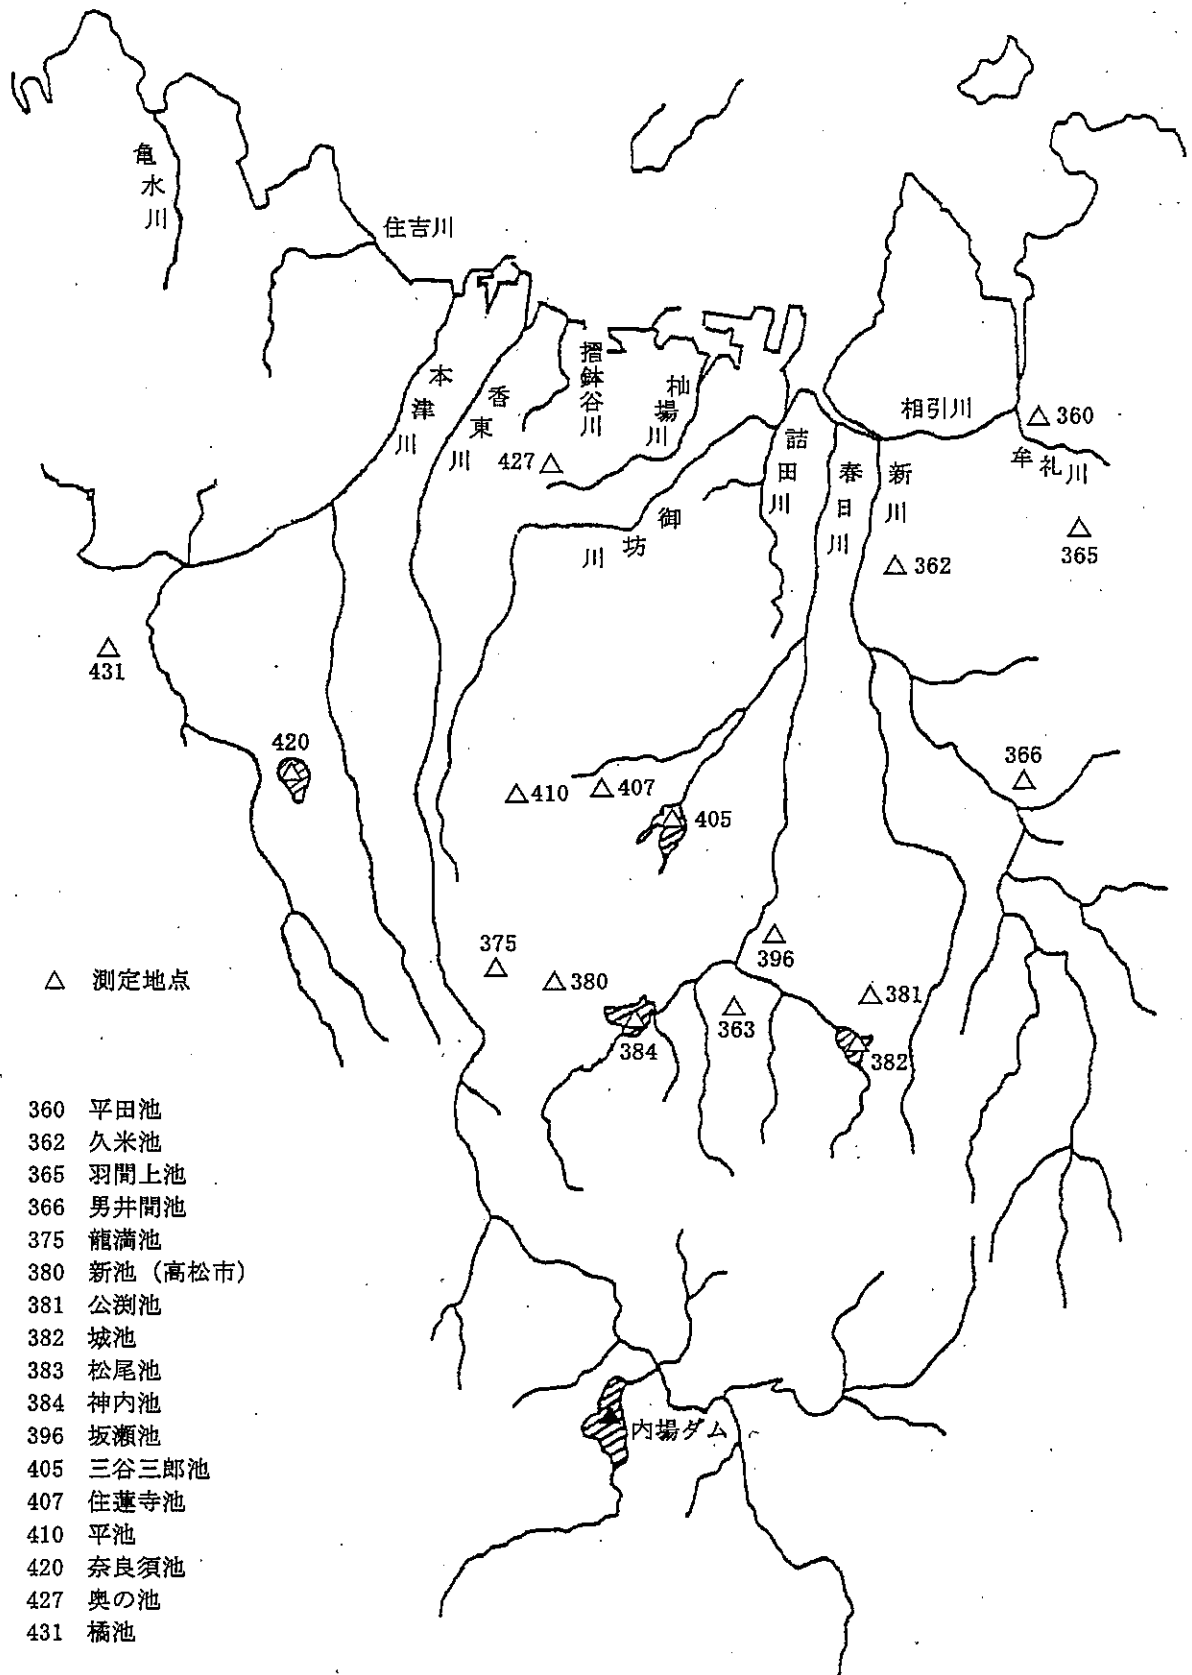 亀水川
住吉川
本津川
香東川
摺鉢谷川
杣場川
御坊川
詰田川
春日川
新川
相引川
牟礼川
360
427
362
365
431
420
366
410
407
405
375
380
396
381
363
384
382
内場ダム
△ 測定地点
360 平田池
362 久米池
365 羽間上池
366 男井間池
375 龍満池
380 新池（高松市）
381 公渕池
382 城池
383 松尾池
384 神内池
396 坂瀬池
405 三谷三郎池
407 住蓮寺池
410 平池
420 奈良須池
427 奥の池
431 橘池